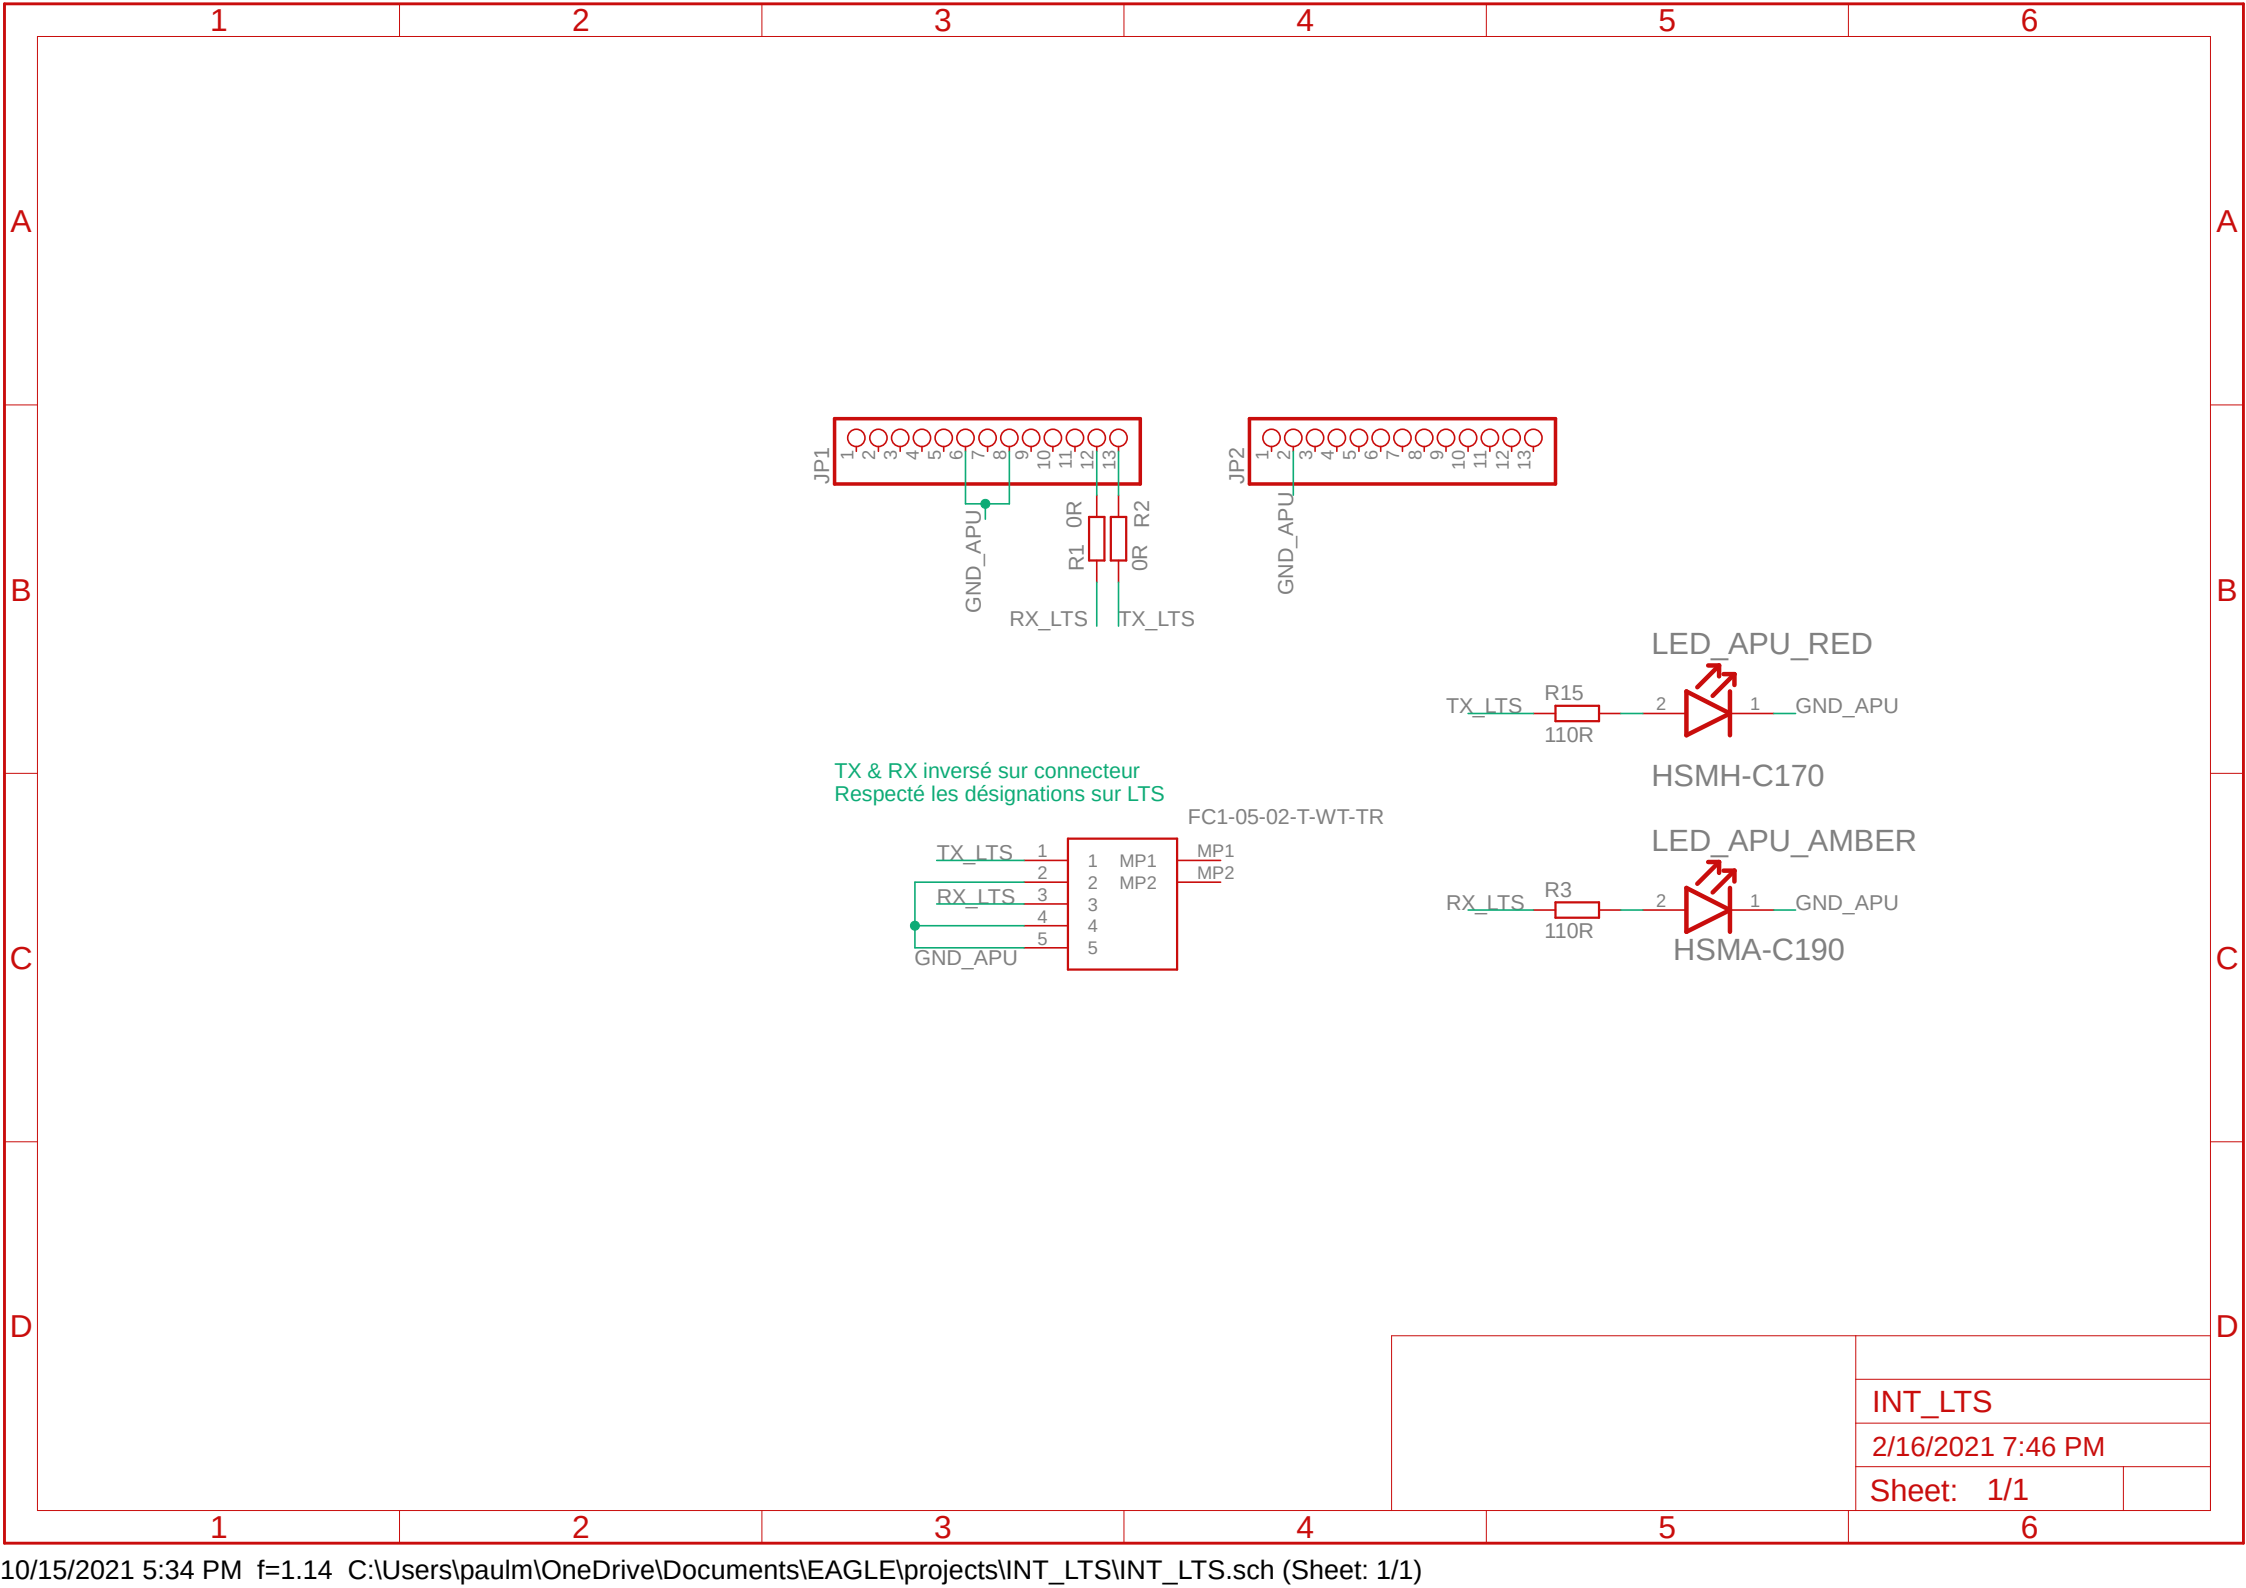 1 2 3 4 5 6
A A
JP1
1 2 3 4 5 6 7 8 9 10 11 12 13
JP2
1 2 3 4 5 6 7 8 9 10 11 12 13
GND_APU
R1 0R
0R R2
GND_APU
B B
RX_LTS TX_LTS
LED_APU_RED
TX_LTS R15 2 1 GND_APU
110R
HSMH-C170
TX & RX inversé sur connecteur
Respecté les désignations sur LTS
FC1-05-02-T-WT-TR
LED_APU_AMBER
TX_LTS 1 1 MP1 MP1
2 2 MP2 MP2
RX_LTS 3 3
4 4
5 5
GND_APU
RX_LTS R3 2 1 GND_APU
110R
HSMA-C190
C C
D D
INT_LTS
2/16/2021 7:46 PM
Sheet: 1/1
1 2 3 4 5 6
10/15/2021 5:34 PM f=1.14 C:\Users\paulm\OneDrive\Documents\EAGLE\projects\INT_LTS\INT_LTS.sch (Sheet: 1/1)